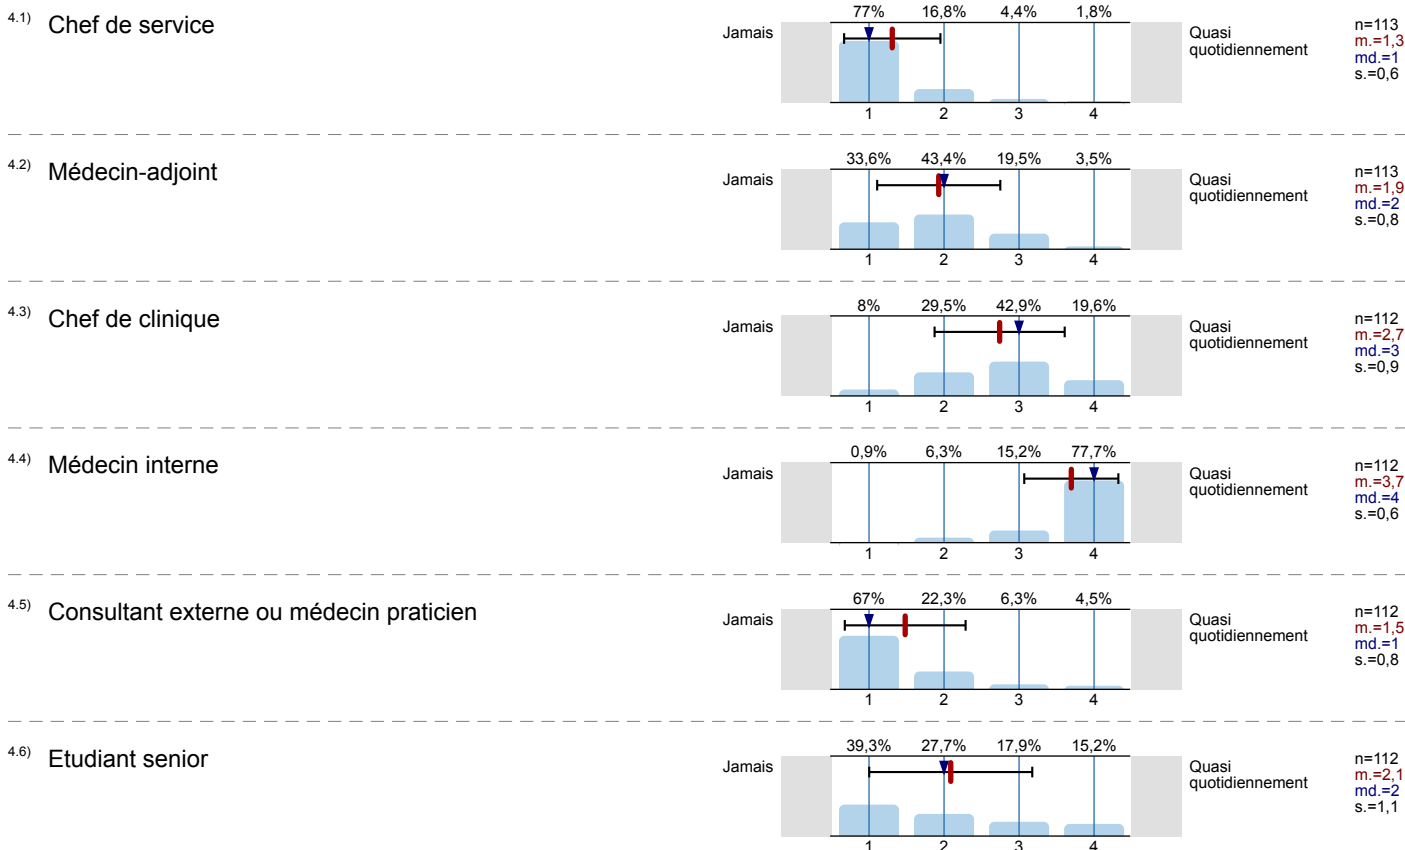 4.1) Chef de service
77% 16,8% 4,4% 1,8%
Jamais
Quasi
quotidiennement
n=113
m.=1,3
md.=1
s.=0,6
1 2 3 4
4.2) Médecin-adjoint
33,6% 43,4% 19,5% 3,5%
Jamais
Quasi
quotidiennement
n=113
m.=1,9
md.=2
s.=0,8
1 2 3 4
4.3) Chef de clinique
8% 29,5% 42,9% 19,6%
Jamais
Quasi
quotidiennement
n=112
m.=2,7
md.=3
s.=0,9
1 2 3 4
4.4) Médecin interne
0,9% 6,3% 15,2% 77,7%
Jamais
Quasi
quotidiennement
n=112
m.=3,7
md.=4
s.=0,6
1 2 3 4
4.5) Consultant externe ou médecin praticien
67% 22,3% 6,3% 4,5%
Jamais
Quasi
quotidiennement
n=112
m.=1,5
md.=1
s.=0,8
1 2 3 4
4.6) Etudiant senior
39,3% 27,7% 17,9% 15,2%
Jamais
Quasi
quotidiennement
n=112
m.=2,1
md.=2
s.=1,1
1 2 3 4